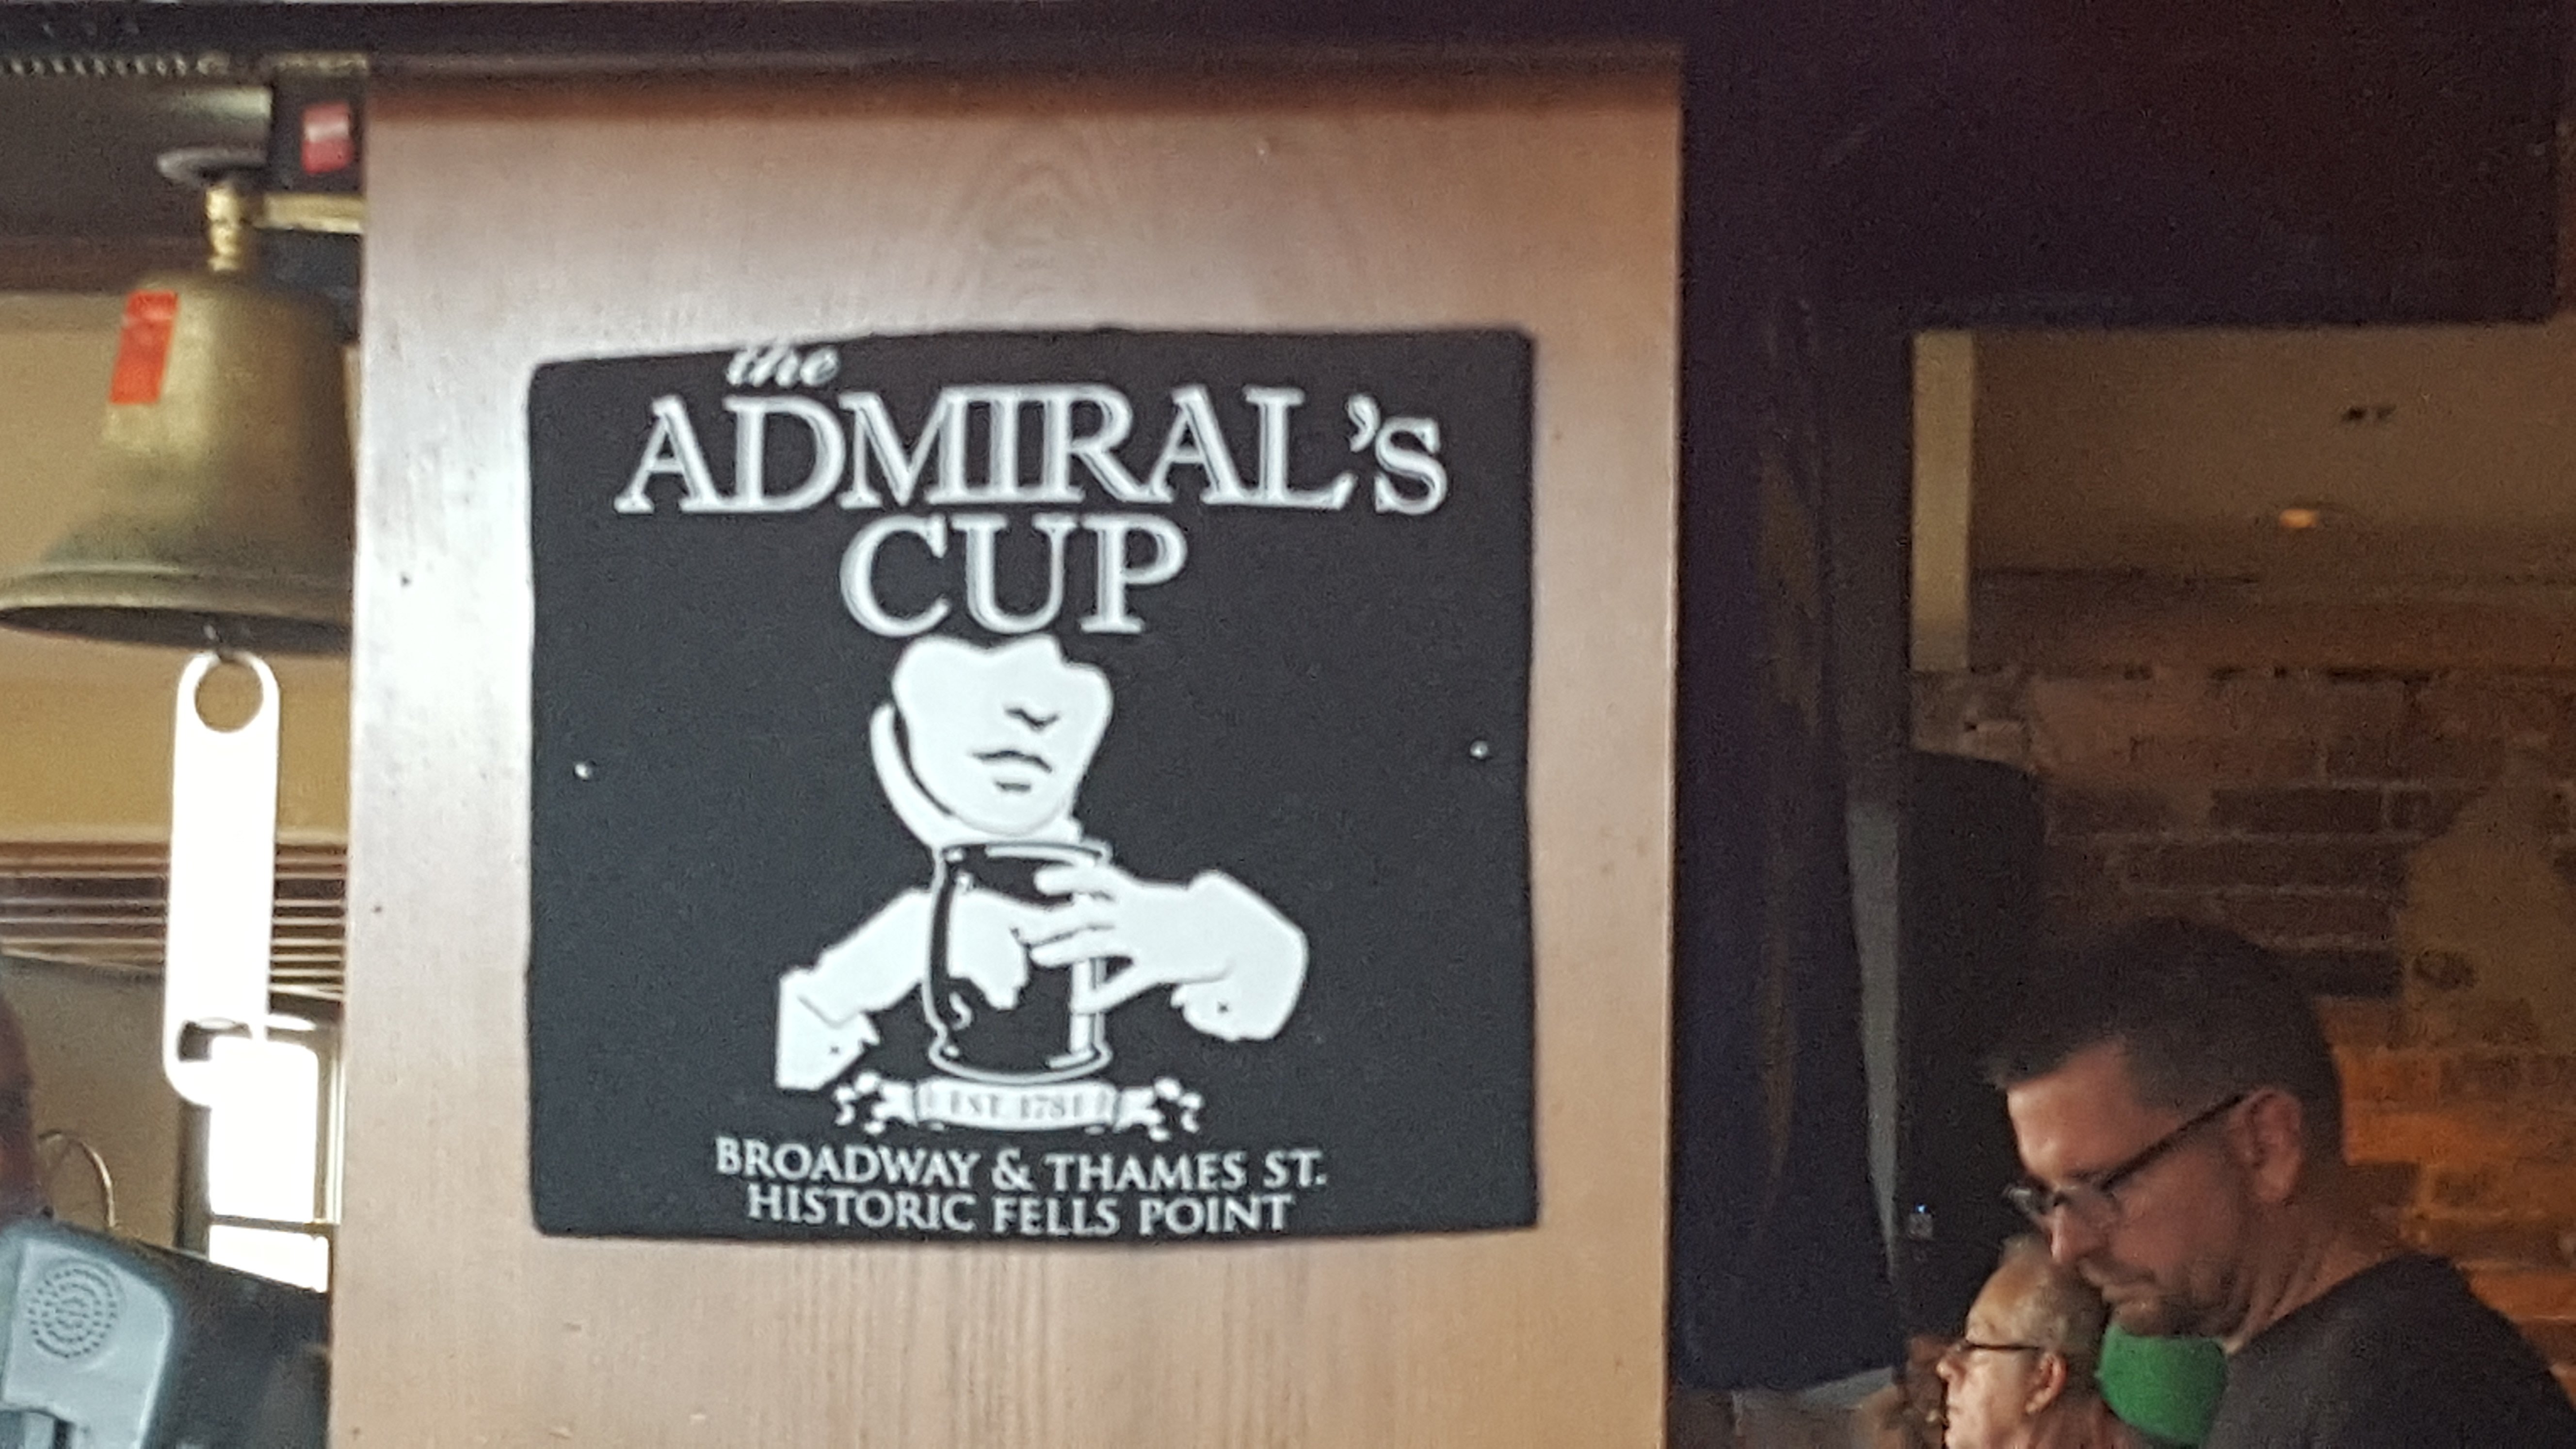 the
ADMIRAL'S
CUP
EST. 1781
BROADWAY & THAMES ST.
HISTORIC FELLS POINT